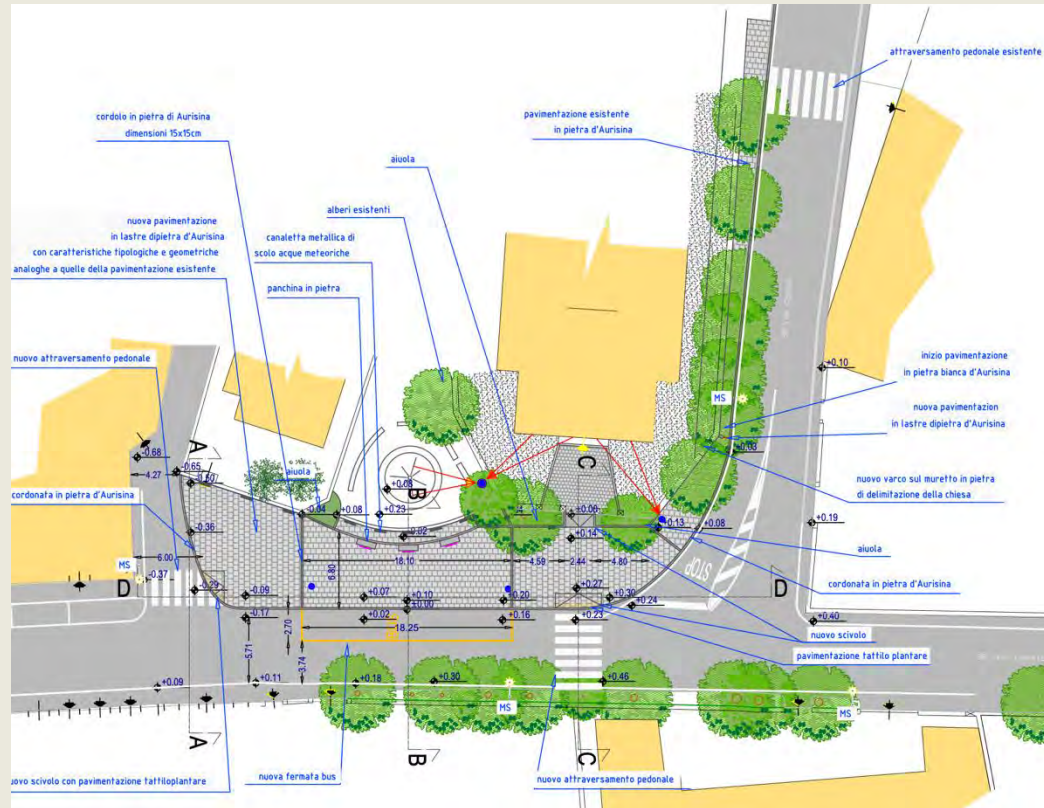 attraversamento pedonale esistente
cordolo in pietra di Aurisina
dimensioni 15x15cm
pavimentazione esistente
in pietra d'Aurisina
aiuola
alberi esistenti
nuova pavimentazione
in lastre dipietra d'Aurisina
con caratteristiche tipologiche e geometriche
analoghe a quelle della pavimentazione esistente
canaletta metallica di
scolo acque meteoriche
panchina in pietra
nuovo attraversamento pedonale
inizio pavimentazione
in pietra bianca d'Aurisina
nuova pavimentazion
in lastre dipietra d'Aurisina
nuovo varco sul muretto in pietra
di delimitazione della chiesa
aiuola
cordonata in pietra d'Aurisina
nuovo scivolo
pavimentazione tattilo plantare
aiuola
cordonata in pietra d'Aurisina
uovo scivolo con pavimentazione tattiloplantare
nuova fermata bus
nuovo attraversamento pedonale
+0.10
MS
+0.03
-0.68
4.27
-0.65
-0.60
A
B
C
+0.08
-0.04
+0.08
+0.23
-0.02
+0.06
+0.14
+0.13
+0.08
+0.19
-0.36
6.80
18.10
4.59
2.44
4.80
STOP
6.00
MS
-0.37
-0.29
D
-0.09
+0.07
+0.10
±0.00
+0.20
+0.27
+0.30
+0.24
D
-0.17
+0.02
+0.16
+0.23
+0.40
2.70
18.25
5.71
3.74
+0.09
+0.11
+0.18
+0.30
+0.46
MS
MS
A
B
C